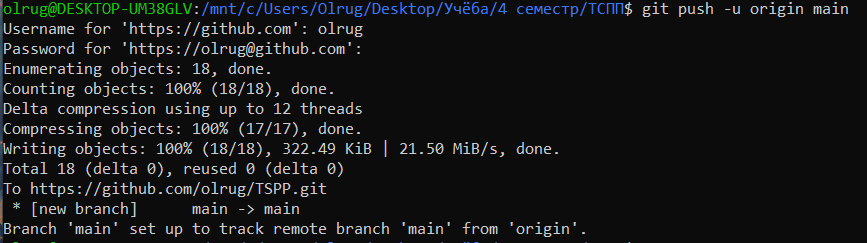 olrug@DESKTOP-UM38GLV:/mnt/c/Users/Olrug/Desktop/Учёба/4 семестр/ТСПП$ git push -u origin main
Username for 'https://github.com': olrug
Password for 'https://olrug@github.com':
Enumerating objects: 18, done.
Counting objects: 100% (18/18), done.
Delta compression using up to 12 threads
Compressing objects: 100% (17/17), done.
Writing objects: 100% (18/18), 322.49 KiB | 21.50 MiB/s, done.
Total 18 (delta 0), reused 0 (delta 0)
To https://github.com/olrug/TSPP.git
 * [new branch]      main -> main
Branch 'main' set up to track remote branch 'main' from 'origin'.